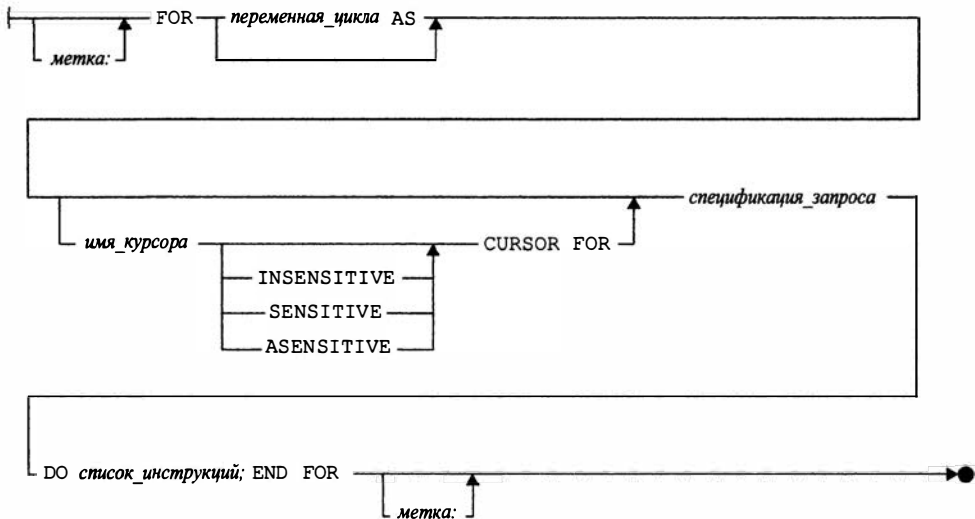 FOR переменная_цикла AS
метка:
спецификация_запроса
имя_курсора CURSOR FOR
INSENSITIVE
SENSITIVE
ASENSITIVE
DO список_инструкций; END FOR
метка: